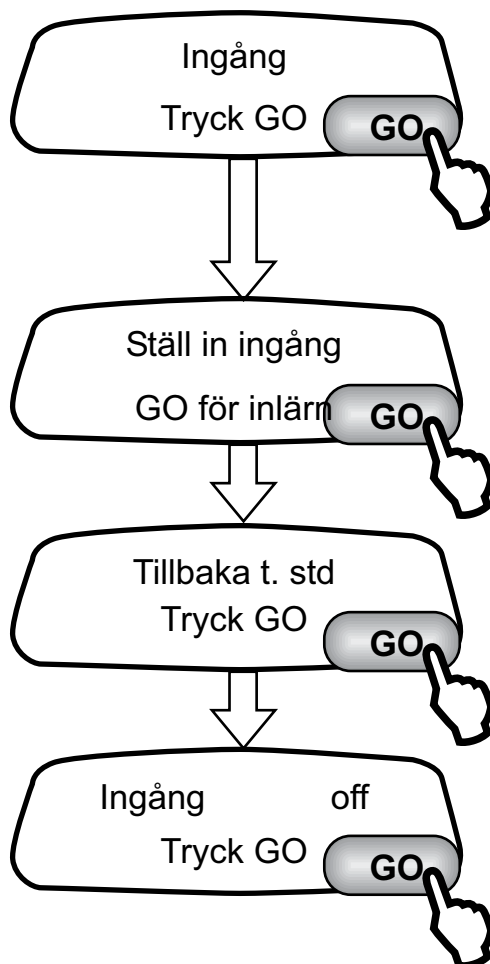 Ingång
Tryck GO GO
Ställ in ingång
GO för inlärn GO
Tillbaka t. std
Tryck GO GO
Ingång off
Tryck GO GO